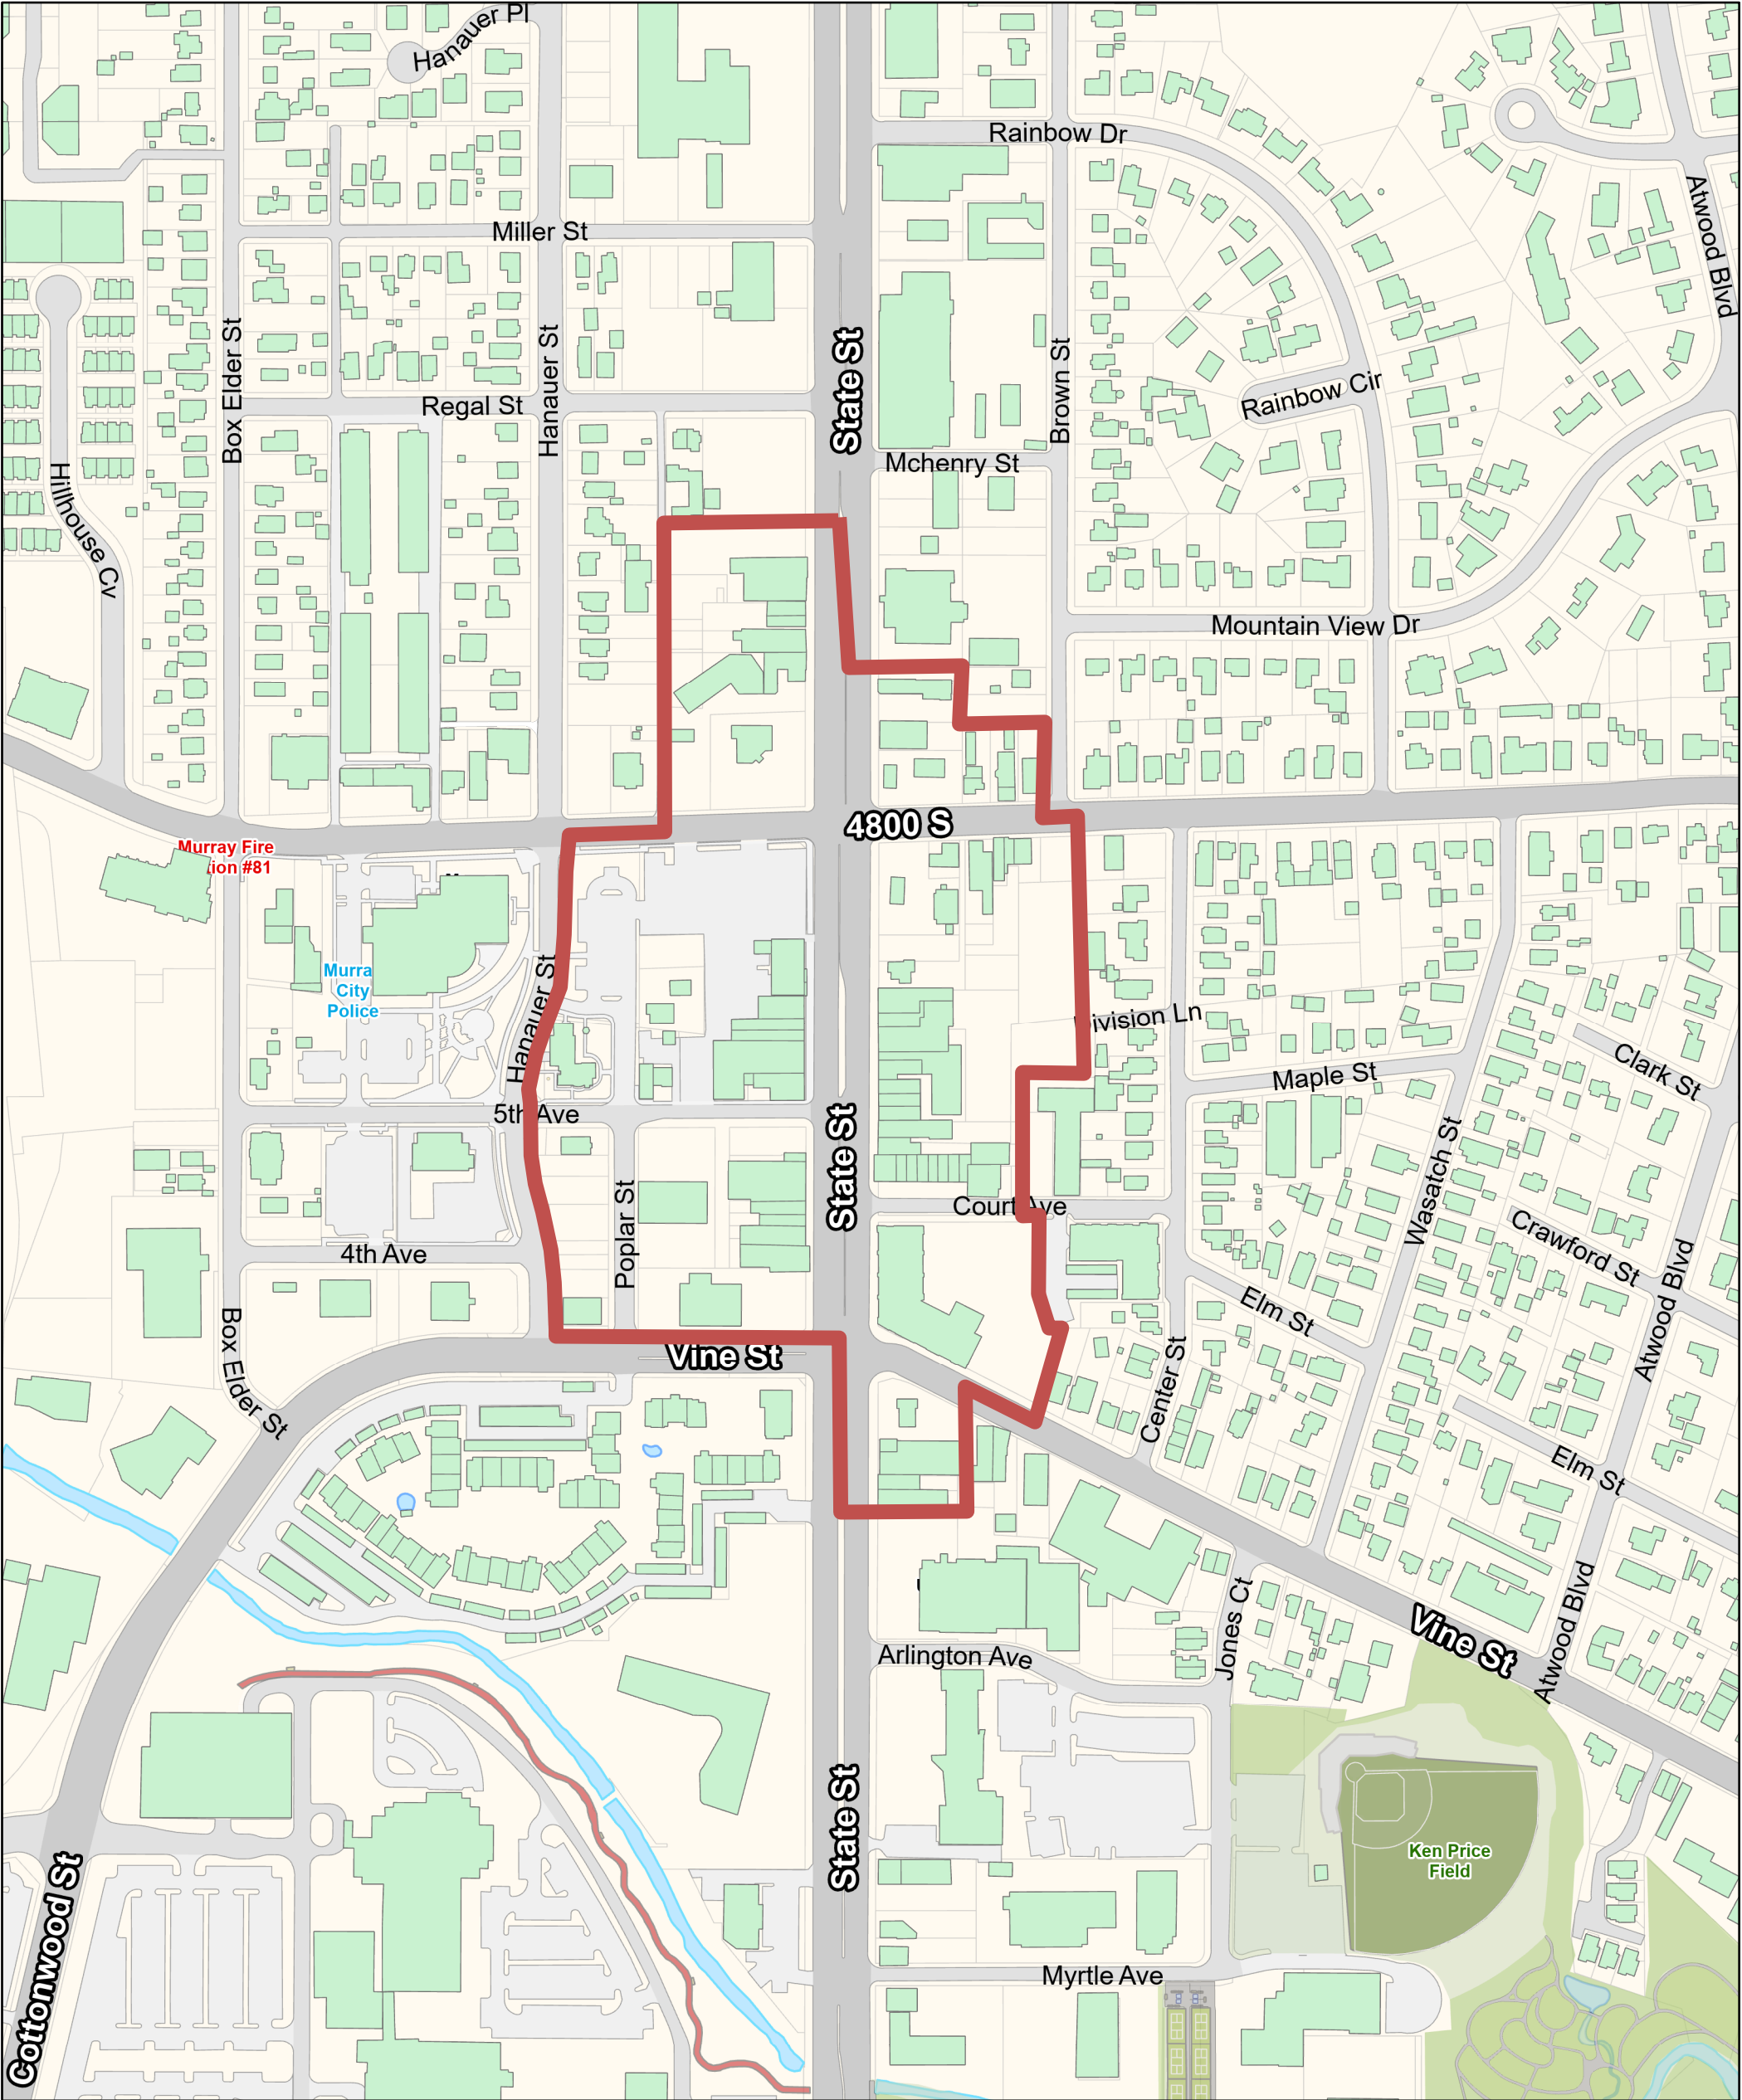 Hanauer Pl
Rainbow Dr
Miller St
Atwood Blvd
Box Elder St
Hanauer St
State St
Brown St
Rainbow Cir
Regal St
Mchenry St
Hillhouse Cv
Mountain View Dr
4800 S
Murray Fire
Murra
City
Police
Hanauer St
Division Ln
Clark St
Maple St
5th Ave
State St
Wasatch St
Poplar St
Court Ave
Crawford St
4th Ave
Elm St
Atwood Blvd
Box Elder St
Vine St
Center St
Elm St
Jones Ct
Vine St
Atwood Blvd
Arlington Ave
State St
Ken Price
Field
Cottonwood St
Myrtle Ave